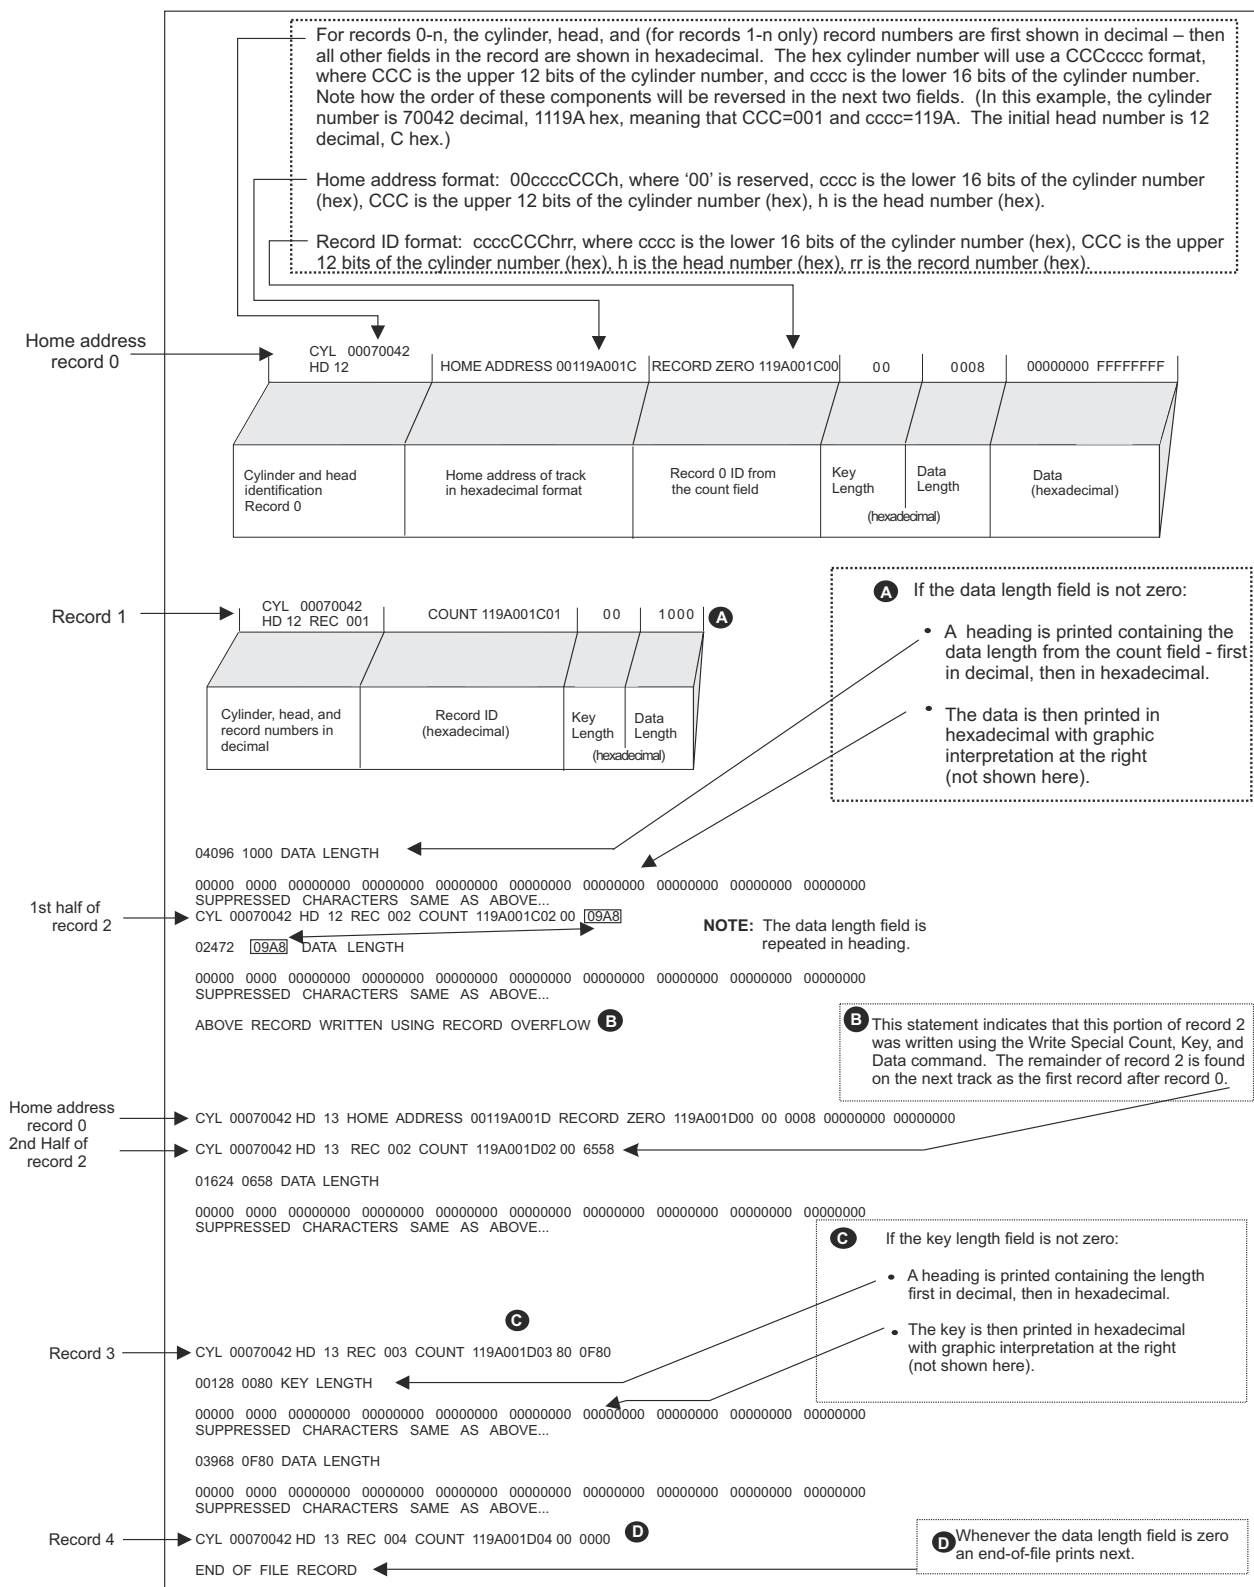 For records 0-n, the cylinder, head, and (for records 1-n only) record numbers are first shown in decimal – then
all other fields in the record are shown in hexadecimal. The hex cylinder number will use a CCCcccc format,
where CCC is the upper 12 bits of the cylinder number, and cccc is the lower 16 bits of the cylinder number.
Note how the order of these components will be reversed in the next two fields. (In this example, the cylinder
number is 70042 decimal, 1119A hex, meaning that CCC=001 and cccc=119A. The initial head number is 12
decimal, C hex.)
Home address format: 00ccccCCCh, where ‘00’ is reserved, cccc is the lower 16 bits of the cylinder number
(hex), CCC is the upper 12 bits of the cylinder number (hex), h is the head number (hex).
Record ID format: ccccCCChrr, where cccc is the lower 16 bits of the cylinder number (hex), CCC is the upper
12 bits of the cylinder number (hex), h is the head number (hex), rr is the record number (hex).
Home address
record 0
CYL 00070042
HD 12
HOME ADDRESS 00119A001C
RECORD ZERO 119A001C00
00
0008
00000000 FFFFFFFF
Cylinder and head
identification
Record 0
Home address of track
in hexadecimal format
Record 0 ID from
the count field
Key
Length
Data
Length
(hexadecimal)
Data
(hexadecimal)
Record 1
CYL 00070042
HD 12 REC 001
COUNT 119A001C01
00
1000
A
Cylinder, head, and
record numbers in
decimal
Record ID
(hexadecimal)
Key
Length
Data
Length
(hexadecimal)
A If the data length field is not zero:
• A heading is printed containing the
data length from the count field - first
in decimal, then in hexadecimal.
• The data is then printed in
hexadecimal with graphic
interpretation at the right
(not shown here).
04096 1000 DATA LENGTH
00000 0000 00000000 00000000 00000000 00000000 00000000 00000000 00000000 00000000
SUPPRESSED CHARACTERS SAME AS ABOVE...
1st half of
record 2
CYL 00070042 HD 12 REC 002 COUNT 119A001C02 00 09A8
NOTE: The data length field is
repeated in heading.
02472 09A8 DATA LENGTH
00000 0000 00000000 00000000 00000000 00000000 00000000 00000000 00000000 00000000
SUPPRESSED CHARACTERS SAME AS ABOVE...
ABOVE RECORD WRITTEN USING RECORD OVERFLOW B
B This statement indicates that this portion of record 2
was written using the Write Special Count, Key, and
Data command. The remainder of record 2 is found
on the next track as the first record after record 0.
Home address
record 0
CYL 00070042 HD 13 HOME ADDRESS 00119A001D RECORD ZERO 119A001D00 00 0008 00000000 00000000
2nd Half of
record 2
CYL 00070042 HD 13 REC 002 COUNT 119A001D02 00 6558
01624 0658 DATA LENGTH
00000 0000 00000000 00000000 00000000 00000000 00000000 00000000 00000000 00000000
SUPPRESSED CHARACTERS SAME AS ABOVE...
C If the key length field is not zero:
• A heading is printed containing the length
first in decimal, then in hexadecimal.
• The key is then printed in hexadecimal
with graphic interpretation at the right
(not shown here).
C
Record 3
CYL 00070042 HD 13 REC 003 COUNT 119A001D03 80 0F80
00128 0080 KEY LENGTH
00000 0000 00000000 00000000 00000000 00000000 00000000 00000000 00000000 00000000
SUPPRESSED CHARACTERS SAME AS ABOVE...
03968 0F80 DATA LENGTH
00000 0000 00000000 00000000 00000000 00000000 00000000 00000000 00000000 00000000
SUPPRESSED CHARACTERS SAME AS ABOVE...
Record 4
CYL 00070042 HD 13 REC 004 COUNT 119A001D04 00 0000 D
D Whenever the data length field is zero
an end-of-file prints next.
END OF FILE RECORD